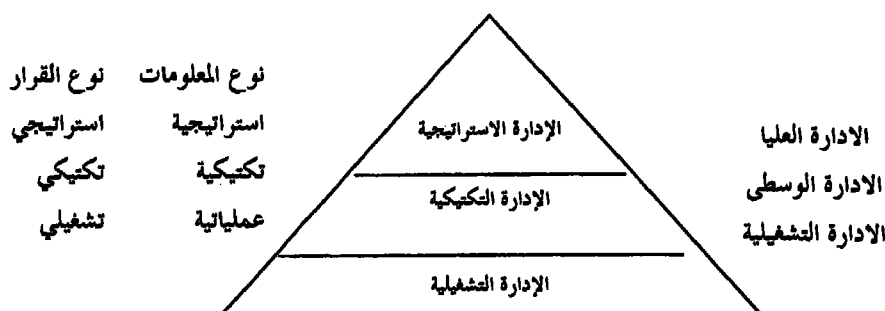 نوع المعلومات نوع القرار
الإدارة الاستراتيجية
استراتيجية استراتيجي
الادارة العليا
تكتيكية تكتيكي
الادارة الوسطى
الإدارة التكتيكية
عملياتية تشغيلي
الادارة التشغيلية
الإدارة التشغيلية